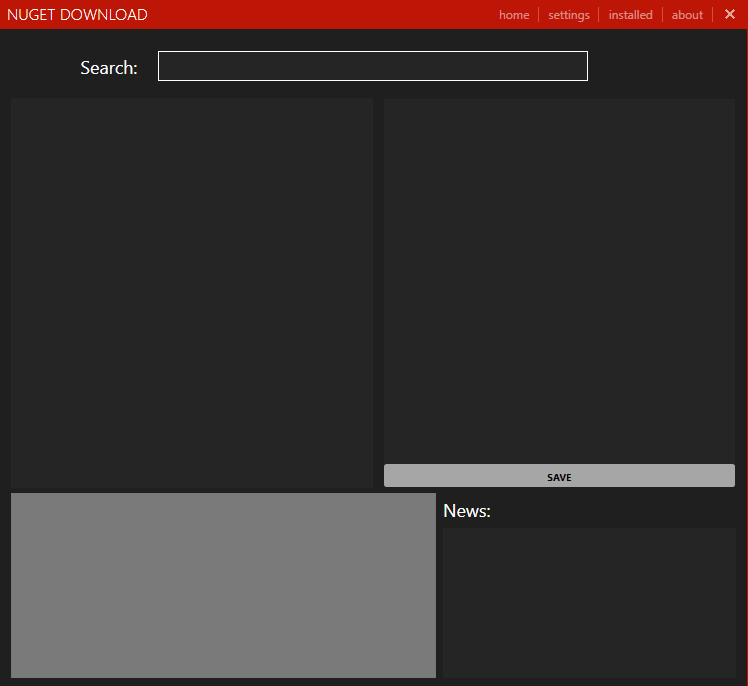 NUGET DOWNLOAD
home settings installed about
Search:
SAVE
News: